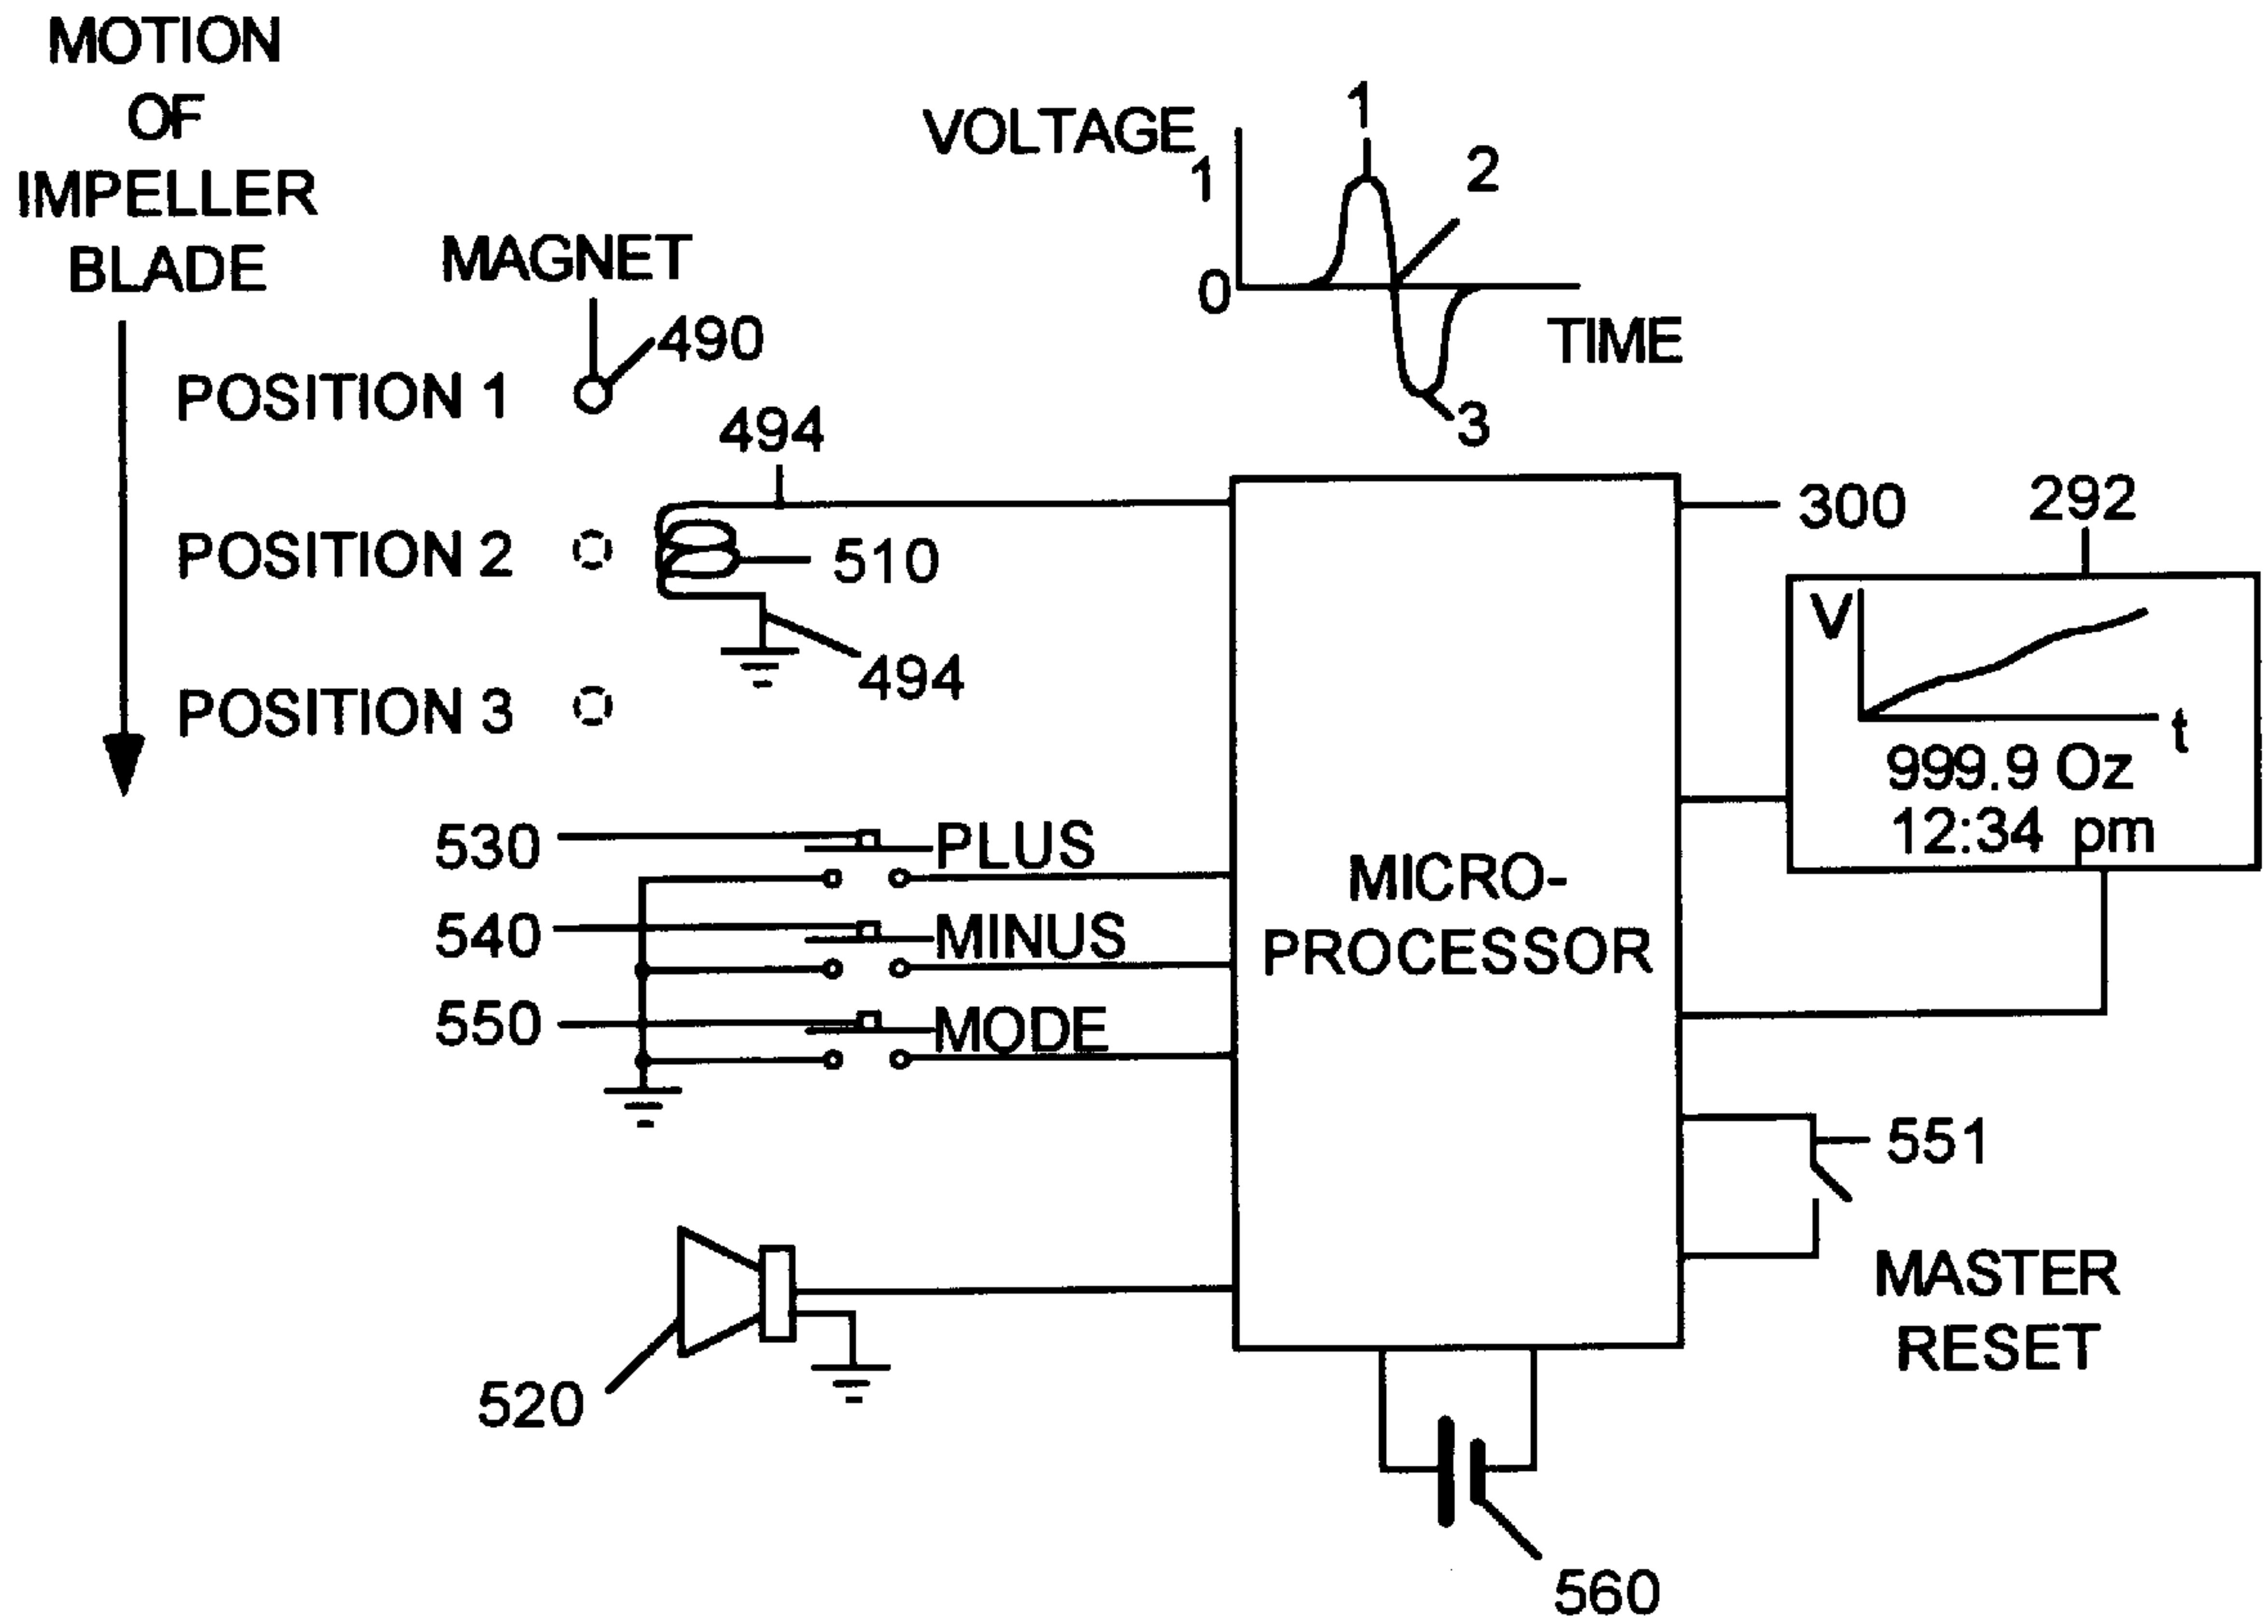 MOTION
OF
IMPELLER
BLADE
MAGNET
490
POSITION 1
POSITION 2
POSITION 3
494
510
494
VOLTAGE
1
0
1
2
3
TIME
300
292
V
t
999.9 Oz
12:34 pm
MICRO-
PROCESSOR
530
PLUS
540
MINUS
550
MODE
551
MASTER
RESET
520
560